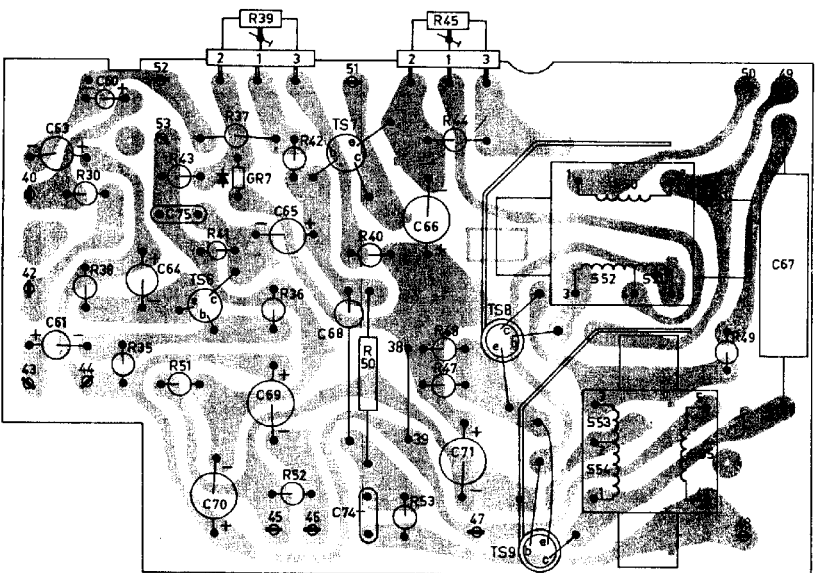 R39
R45
2 1 3
2 1 3
52
51
50
49
C60
+
R37
R42
TS7
R44
53
C63
+
R43
GR7
40
R30
1
C75
C65
+
C66
R41
R40
C67
42
R38
C64
+
TS6
R36
S52
3
C68
TS8
C61
+
R35
R51
R50
38
R48
R47
R49
43
44
C69
+
39
C71
+
S53
S54
C70
+
R52
C74
R53
45
46
47
TS9